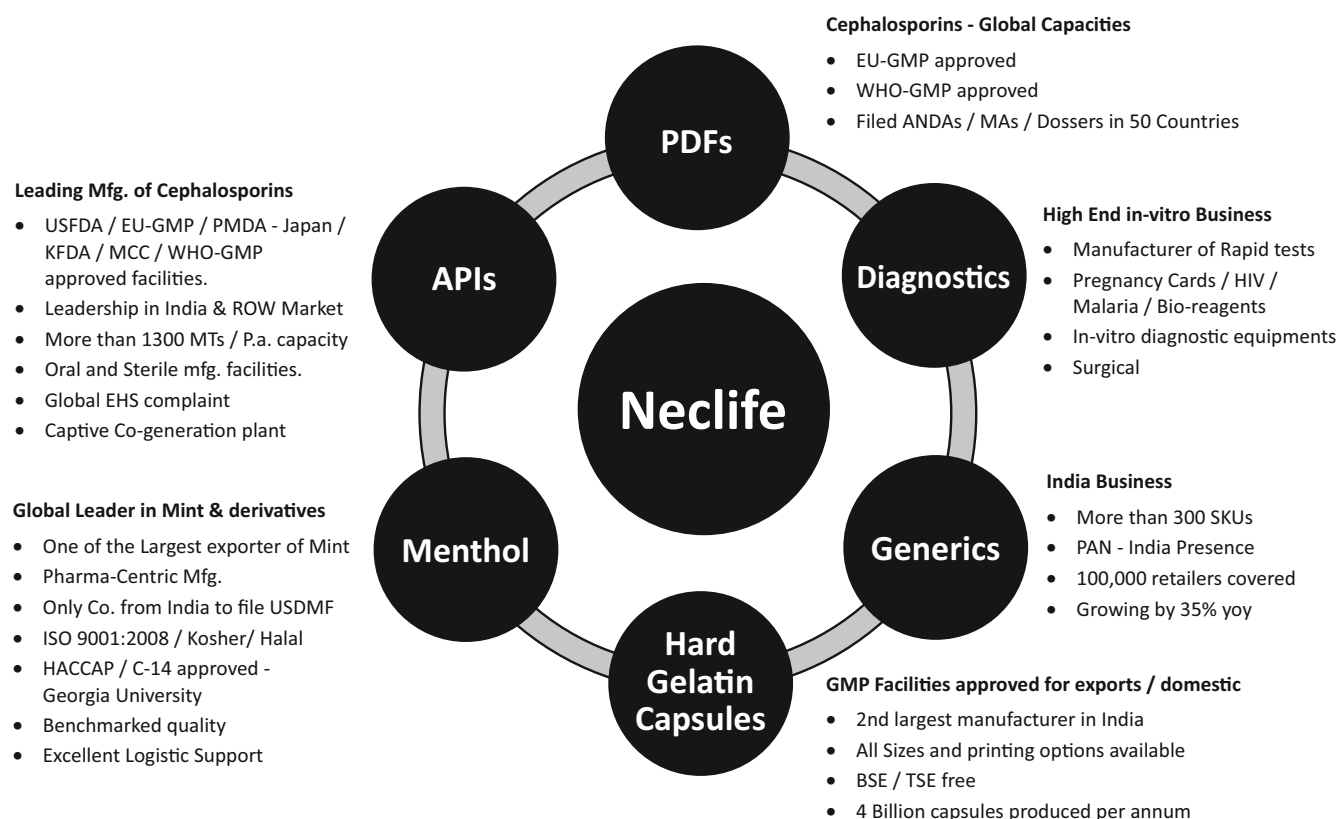 Cephalosporins - Global Capacities
• EU-GMP approved
• WHO-GMP approved
• Filed ANDAs / MAs / Dossers in 50 Countries
PDFs
Leading Mfg. of Cephalosporins
• USFDA / EU-GMP / PMDA - Japan /
KFDA / MCC / WHO-GMP
approved facilities.
• Leadership in India & ROW Market
• More than 1300 MTs / P.a. capacity
• Oral and Sterile mfg. facilities.
• Global EHS complaint
• Captive Co-generation plant
APIs
Diagnostics
High End in-vitro Business
• Manufacturer of Rapid tests
• Pregnancy Cards / HIV /
Malaria / Bio-reagents
• In-vitro diagnostic equipments
• Surgical
Neclife
Global Leader in Mint & derivatives
• One of the Largest exporter of Mint
• Pharma-Centric Mfg.
• Only Co. from India to file USDMF
• ISO 9001:2008 / Kosher/ Halal
• HACCAP / C-14 approved -
Georgia University
• Benchmarked quality
• Excellent Logistic Support
Menthol
Generics
India Business
• More than 300 SKUs
• PAN - India Presence
• 100,000 retailers covered
• Growing by 35% yoy
Hard
Gelatin
Capsules
GMP Facilities approved for exports / domestic
• 2nd largest manufacturer in India
• All Sizes and printing options available
• BSE / TSE free
• 4 Billion capsules produced per annum